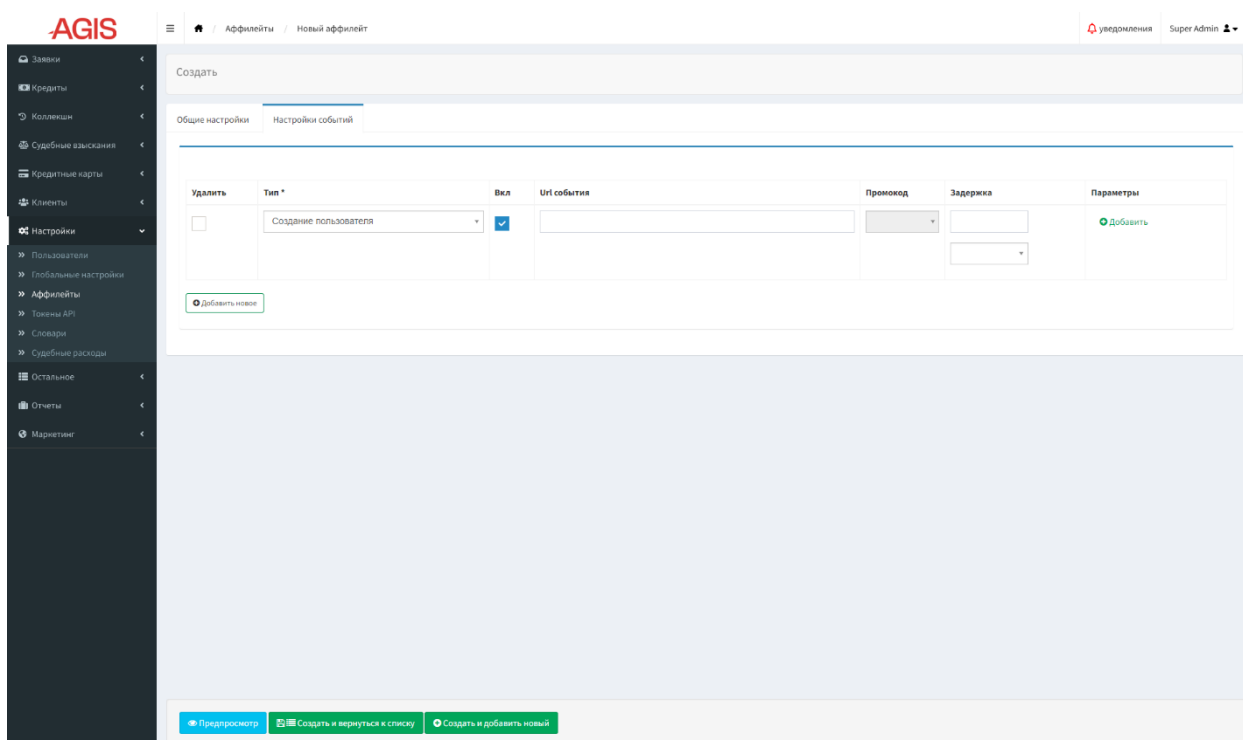 AGIS
/ Аффилейты / Новый аффилейт
уведомления Super Admin
Заявки
Кредиты
Коллекшн
Судебные взыскания
Кредитные карты
Клиенты
Настройки
Пользователи
Глобальные настройки
Аффилейты
Токены API
Словари
Судебные расходы
Остальное
Отчеты
Маркетинг
Создать
Общие настройки Настройки событий
Удалить Тип * Вкл Url события Промокод Задержка Параметры
Создание пользователя Добавить
Добавить новое
Предпросмотр Создать и вернуться к списку Создать и добавить новый